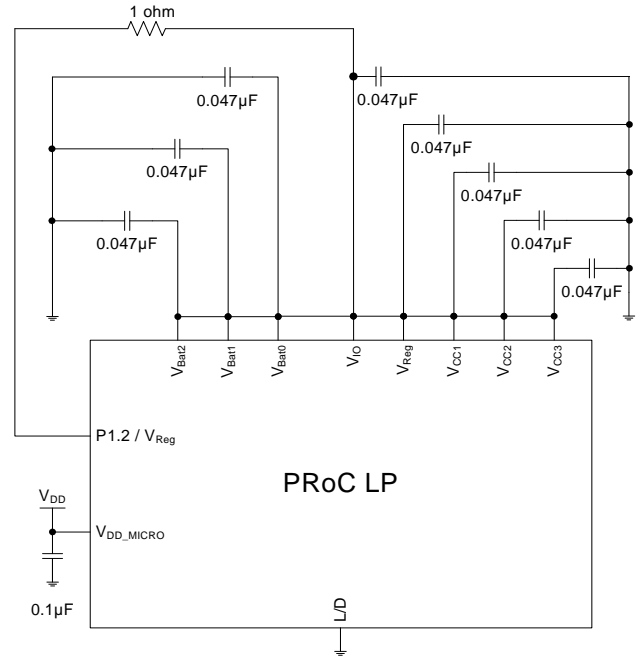 1 ohm
0.047µF
0.047µF
0.047µF
0.047µF
0.047µF
0.047µF
0.047µF
0.047µF
VBat2
VBat1
VBat0
VIO
VReg
VCC1
VCC2
VCC3
P1.2 / VReg
PRoC LP
VDD
VDD_MICRO
0.1µF
L/D